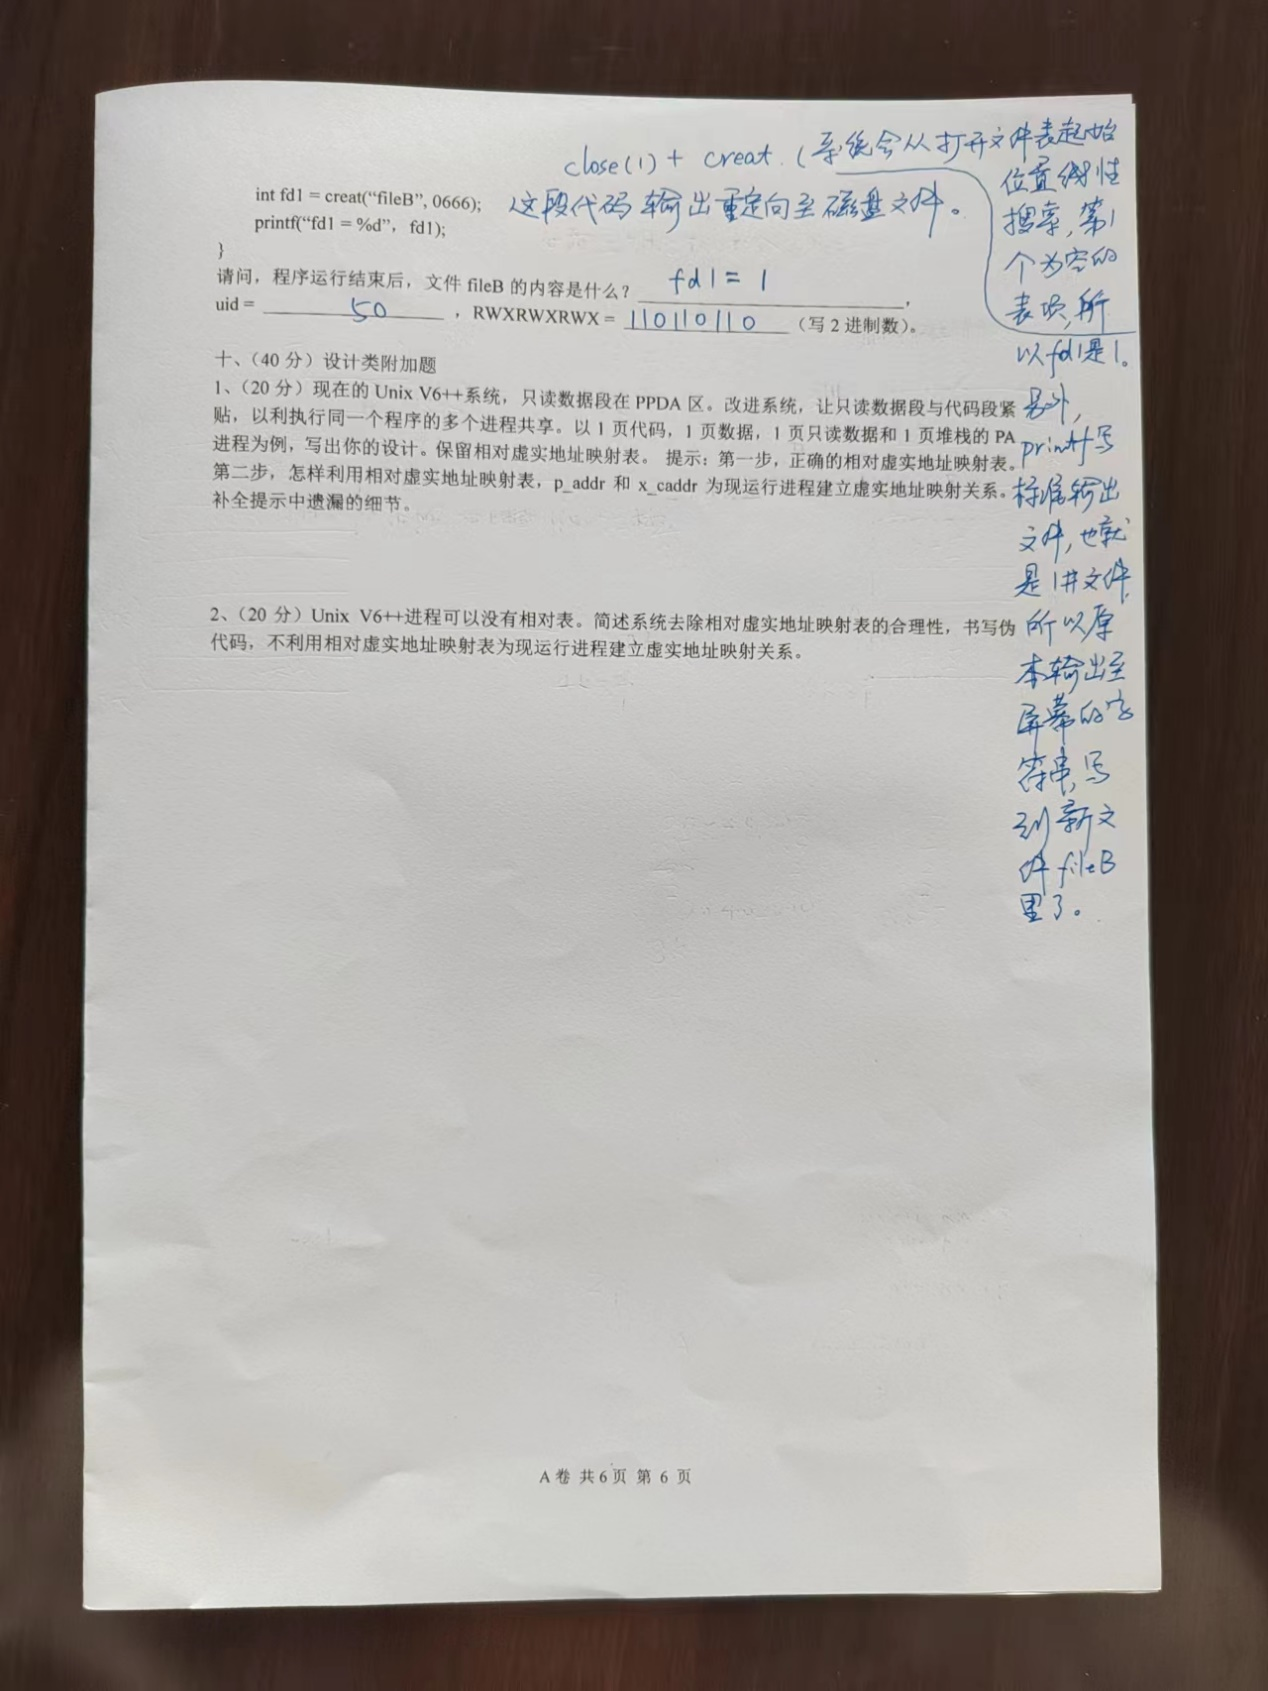 close(1) + creat. (系统会从打开文件表起始
位置线性
搜索,第1
个为空的
表项,所
以fd1是1。
另外,
printf写
标准输出
文件,也就
是1#文件
所以原
本输出至
屏幕的字
符串,写
到新文
件fileB
里了。
这段代码输出重定向至磁盘文件。
int fd1 = creat(“fileB”, 0666);
printf(“fd1 = %d”, fd1);
}
请问,程序运行结束后,文件 fileB 的内容是什么? fd1 = 1 ,
uid = 50 ,RWXRWXRWX = 110110110 (写 2 进制数)。
十、(40 分)设计类附加题
1、(20 分)现在的 Unix V6++系统,只读数据段在 PPDA 区。改进系统,让只读数据段与代码段紧
贴,以利执行同一个程序的多个进程共享。以 1 页代码,1 页数据,1 页只读数据和 1 页堆栈的 PA
进程为例,写出你的设计。保留相对虚实地址映射表。 提示:第一步,正确的相对虚实地址映射表。
第二步,怎样利用相对虚实地址映射表,p_addr 和 x_caddr 为现运行进程建立虚实地址映射关系。
补全提示中遗漏的细节。
2、(20 分)Unix V6++进程可以没有相对表。简述系统去除相对虚实地址映射表的合理性,书写伪
代码,不利用相对虚实地址映射表为现运行进程建立虚实地址映射关系。
A 卷 共 6 页 第 6 页